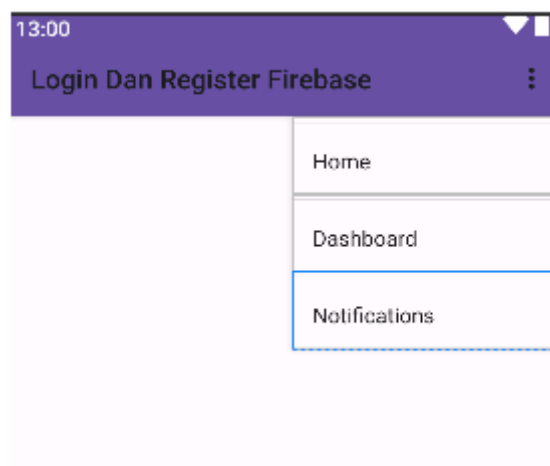 13:00
Login Dan Register Firebase
Home
Dashboard
Notifications